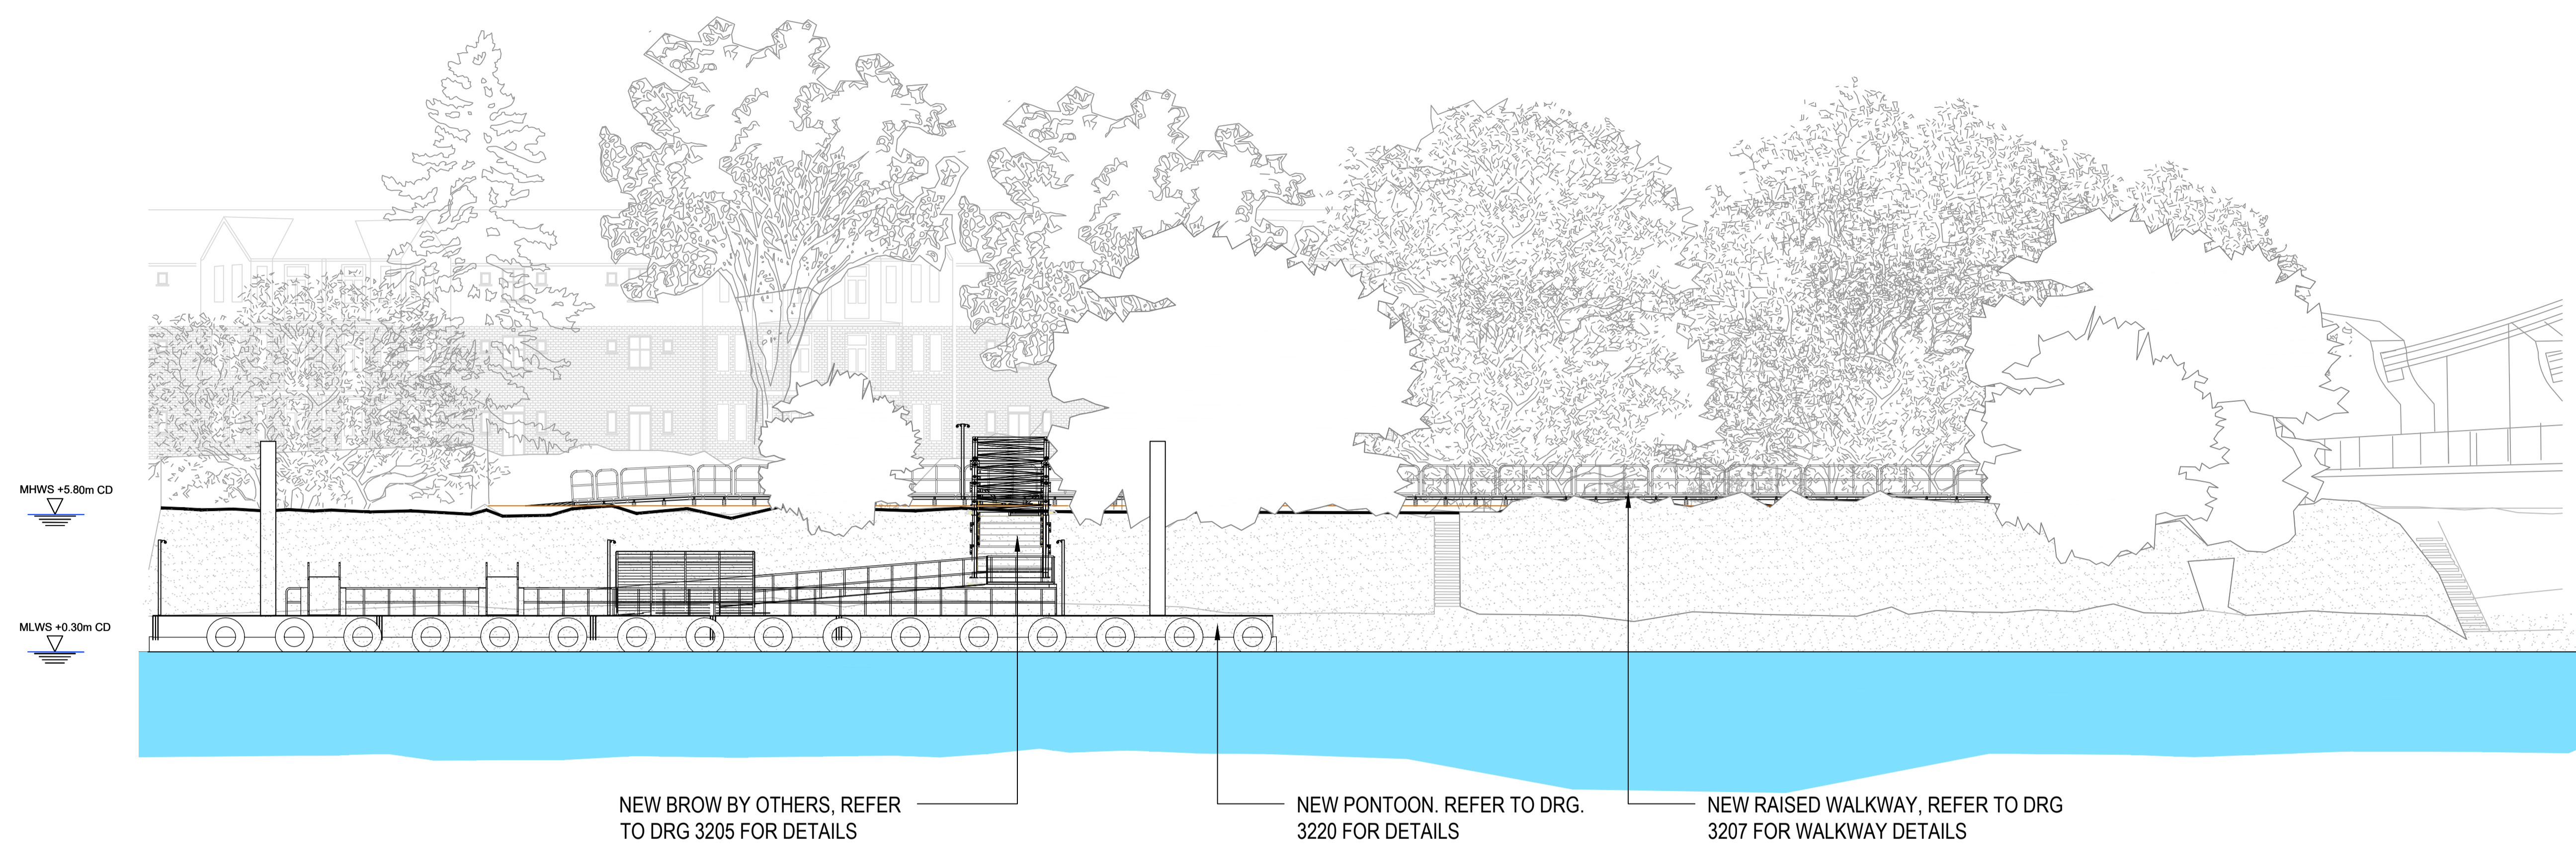 MHWS +5.80m CD
MLWS +0.30m CD
NEW BROW BY OTHERS, REFER
TO DRG 3205 FOR DETAILS
NEW PONTOON. REFER TO DRG.
3220 FOR DETAILS
NEW RAISED WALKWAY, REFER TO DRG
3207 FOR WALKWAY DETAILS